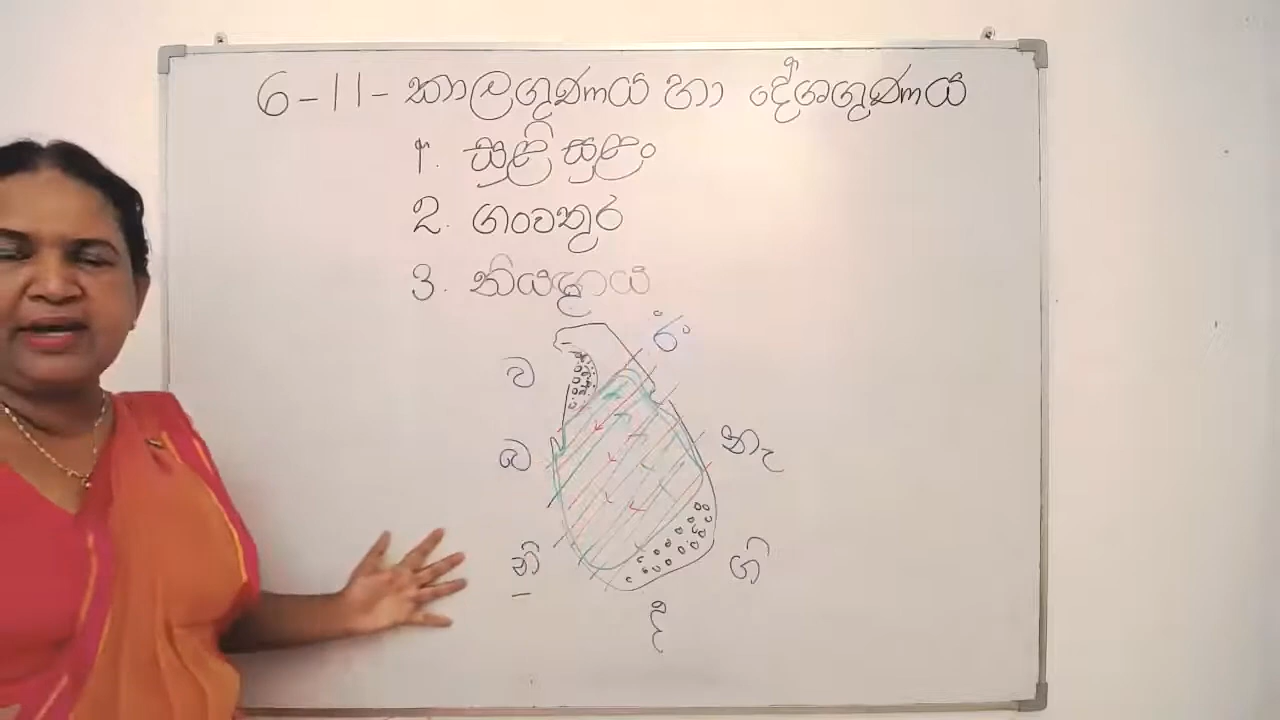 6-11- කාලගුණය හා දේශගුණය
1. සුළි සුළං
2. ගංවතුර
3. නියඟය
ව
බ
නි
නැ
ගි
ද